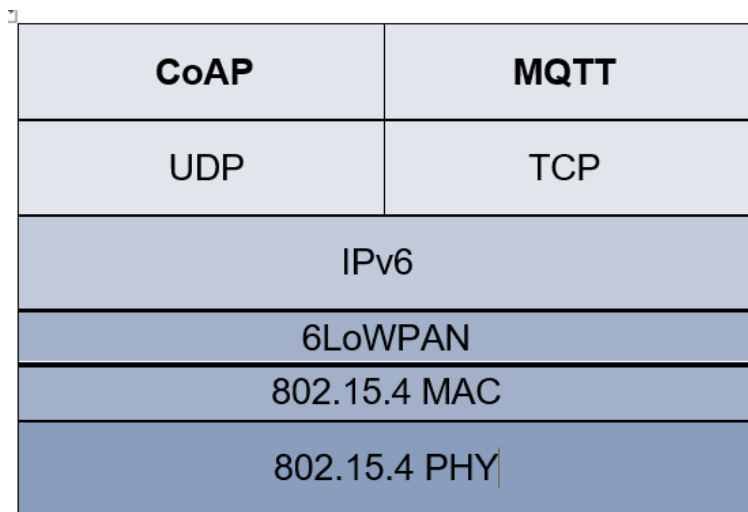 CoAP MQTT
UDP TCP
IPv6
6LoWPAN
802.15.4 MAC
802.15.4 PHY